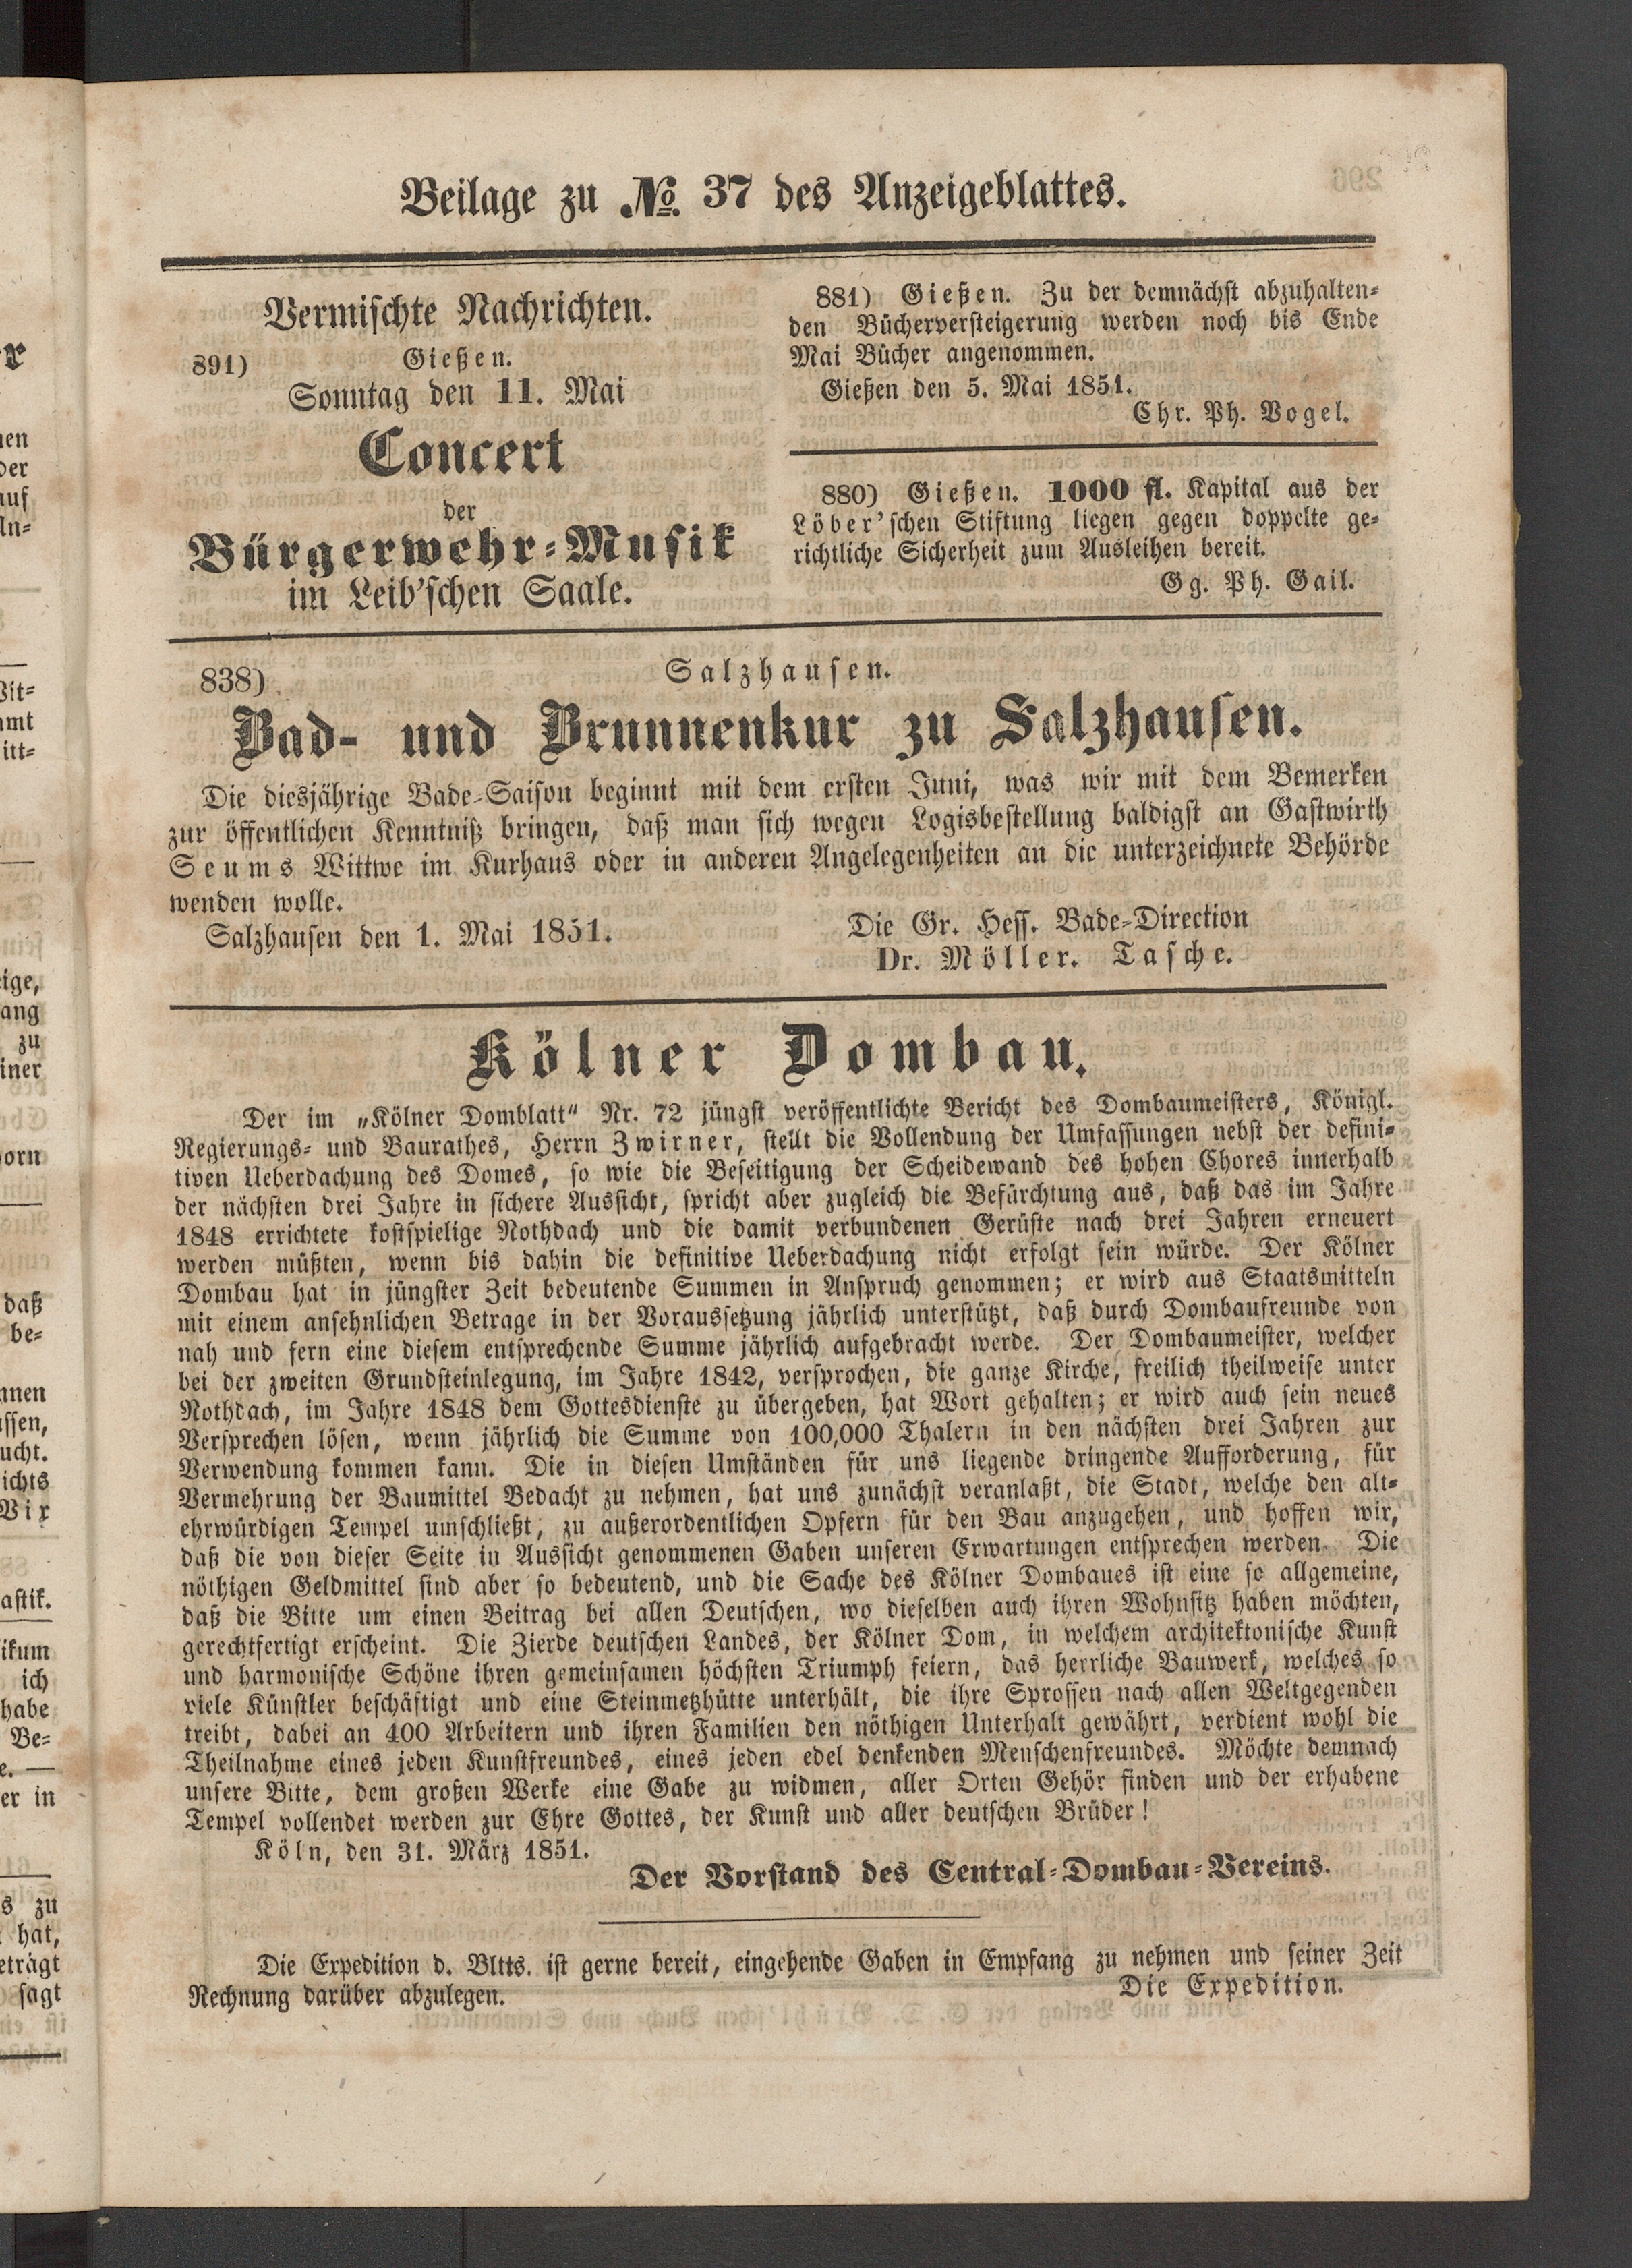 Beilage zu No. 37 des Anzeigeblattes.
Vermischte Nachrichten.
891) Gießen.
Sonntag den 11. Mai
Concert
der
Bürgerwehr-Musik
im Leib'schen Saale.
881) Gießen. Zu der demnächst abzuhalten-
den Bücherversteigerung werden noch bis Ende
Mai Bücher angenommen.
Gießen den 5. Mai 1851.
Chr. Ph. Vogel.
880) Gießen. 1000 fl. Kapital aus der
Löber'schen Stiftung liegen gegen doppelte ge-
richtliche Sicherheit zum Ausleihen bereit.
Gg. Ph. Gail.
838) Salzhausen.
Bad- und Brunnenkur zu Salzhausen.
Die diesjährige Bade-Saison beginnt mit dem ersten Juni, was wir mit dem Bemerken
zur öffentlichen Kenntniß bringen, daß man sich wegen Logisbestellung baldigst an Gastwirth
Seums Wittwe im Kurhaus oder in anderen Angelegenheiten an die unterzeichnete Behörde
wenden wolle.
Salzhausen den 1. Mai 1851.
Die Gr. Hess. Bade-Direction
Dr. Möller. Tasche.
Kölner Dombau.
Der im „Kölner Domblatt“ Nr. 72 jüngst veröffentlichte Bericht des Dombaumeisters, Königl.
Regierungs- und Baurathes, Herrn Zwirner, stellt die Vollendung der Umfassungen nebst der defini-
tiven Ueberdachung des Domes, so wie die Beseitigung der Scheidewand des hohen Chores innerhalb
der nächsten drei Jahre in sichere Aussicht, spricht aber zugleich die Befürchtung aus, daß das im Jahre
1848 errichtete kostspielige Nothdach und die damit verbundenen Gerüste nach drei Jahren erneuert
werden müßten, wenn bis dahin die definitive Ueberdachung nicht erfolgt sein würde. Der Kölner
Dombau hat in jüngster Zeit bedeutende Summen in Anspruch genommen; er wird aus Staatsmitteln
mit einem ansehnlichen Betrage in der Voraussetzung jährlich unterstützt, daß durch Dombaufreunde von
nah und fern eine diesem entsprechende Summe jährlich aufgebracht werde. Der Dombaumeister, welcher
bei der zweiten Grundsteinlegung, im Jahre 1842, versprochen, die ganze Kirche, freilich theilweise unter
Nothdach, im Jahre 1848 dem Gottesdienste zu übergeben, hat Wort gehalten; er wird auch sein neues
Versprechen lösen, wenn jährlich die Summe von 100,000 Thalern in den nächsten drei Jahren zur
Verwendung kommen kann. Die in diesen Umständen für uns liegende dringende Aufforderung, für
Vermehrung der Baumittel Bedacht zu nehmen, hat uns zunächst veranlaßt, die Stadt, welche den alt-
ehrwürdigen Tempel umschließt, zu außerordentlichen Opfern für den Bau anzugehen, und hoffen wir,
daß die von dieser Seite in Aussicht genommenen Gaben unseren Erwartungen entsprechen werden. Die
nöthigen Geldmittel sind aber so bedeutend, und die Sache des Kölner Dombaues ist eine so allgemeine,
daß die Bitte um einen Beitrag bei allen Deutschen, wo dieselben auch ihren Wohnsitz haben möchten,
gerechtfertigt erscheint. Die Zierde deutschen Landes, der Kölner Dom, in welchem architektonische Kunst
und harmonische Schöne ihren gemeinsamen höchsten Triumph feiern, das herrliche Bauwerk, welches so
viele Künstler beschäftigt und eine Steinmetzhütte unterhält, die ihre Sprossen nach allen Weltgegenden
treibt, dabei an 400 Arbeitern und ihren Familien den nöthigen Unterhalt gewährt, verdient wohl die
Theilnahme eines jeden Kunstfreundes, eines jeden edel denkenden Menschenfreundes. Möchte demnach
unsere Bitte, dem großen Werke eine Gabe zu widmen, aller Orten Gehör finden und der erhabene
Tempel vollendet werden zur Ehre Gottes, der Kunst und aller deutschen Brüder!
Köln, den 31. März 1851.
Der Vorstand des Central-Dombau-Vereins.
Die Expedition d. Bltts. ist gerne bereit, eingehende Gaben in Empfang zu nehmen und seiner Zeit
Rechnung darüber abzulegen.
Die Expedition.